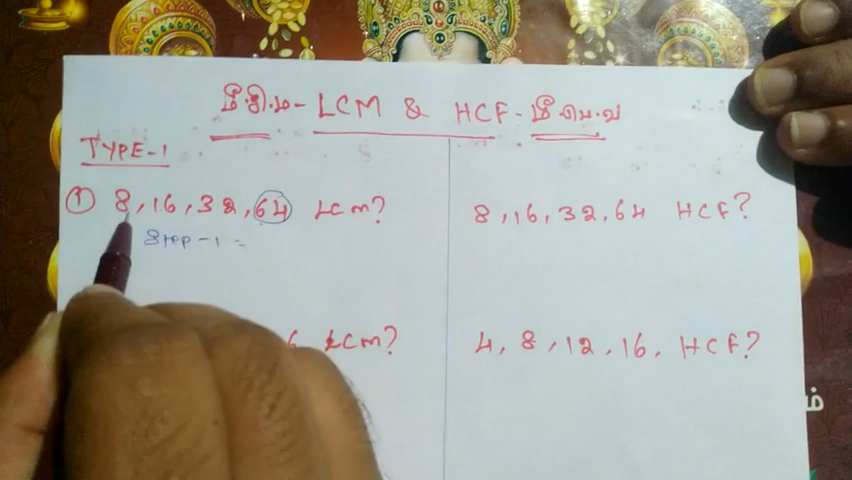 மீ.சி.ம - LCM & HCF - மீ.பெ.வ
TYPE-1
① 8, 16, 32, 64 LCM?
Step-1 =
8, 16, 32, 64 HCF?
6 LCM?
4, 8, 12, 16, HCF?